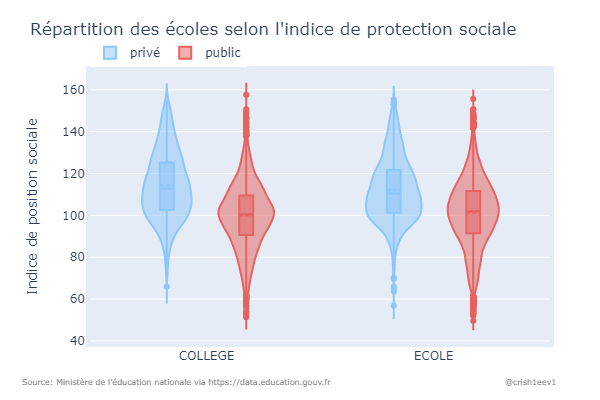 Répartition des écoles selon l'indice de protection sociale
privé public
160
140
120
100
80
60
40
Indice de position sociale
COLLEGE ECOLE
Source: Ministère de l'éducation nationale via https://data.education.gouv.fr @crish1eev1